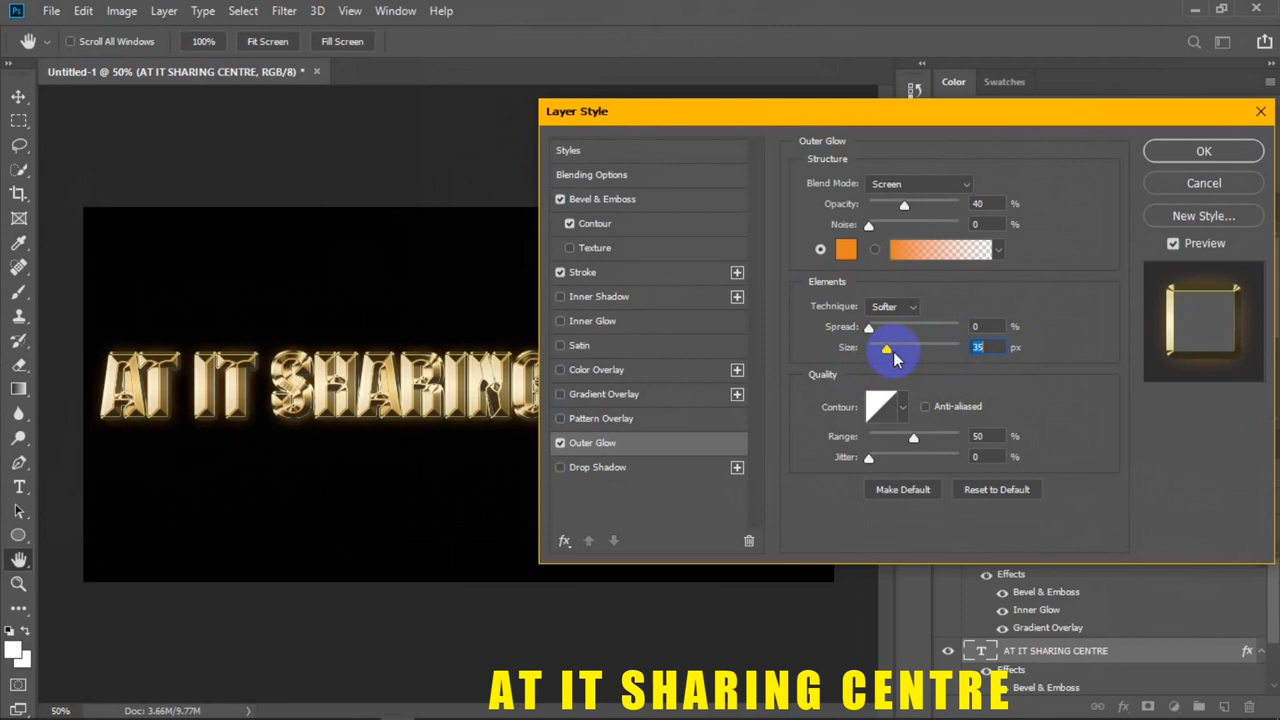 Ps File Edit Image Layer Type Select Filter 3D View Window Help
Scroll All Windows 100% Fit Screen Fill Screen
Untitled-1 @ 50% (AT IT SHARING CENTRE, RGB/8) * ×
Color Swatches
Layer Style
Styles
Blending Options
Bevel & Emboss
Contour
Texture
Stroke
Inner Shadow
Inner Glow
Satin
Color Overlay
Gradient Overlay
Pattern Overlay
Outer Glow
Drop Shadow
fx
Outer Glow
Structure
Blend Mode: Screen
Opacity: 40 %
Noise: 0 %
Elements
Technique: Softer
Spread: 0 %
Size: 35 px
Quality
Contour: Anti-aliased
Range: 50 %
Jitter: 0 %
Make Default Reset to Default
OK
Cancel
New Style...
Preview
AT IT SHARING
Effects
Bevel & Emboss
Inner Glow
Gradient Overlay
T AT IT SHARING CENTRE fx
Effects
Bevel & Emboss
fx
50% Doc: 3.66M/9.77M
AT IT SHARING CENTRE